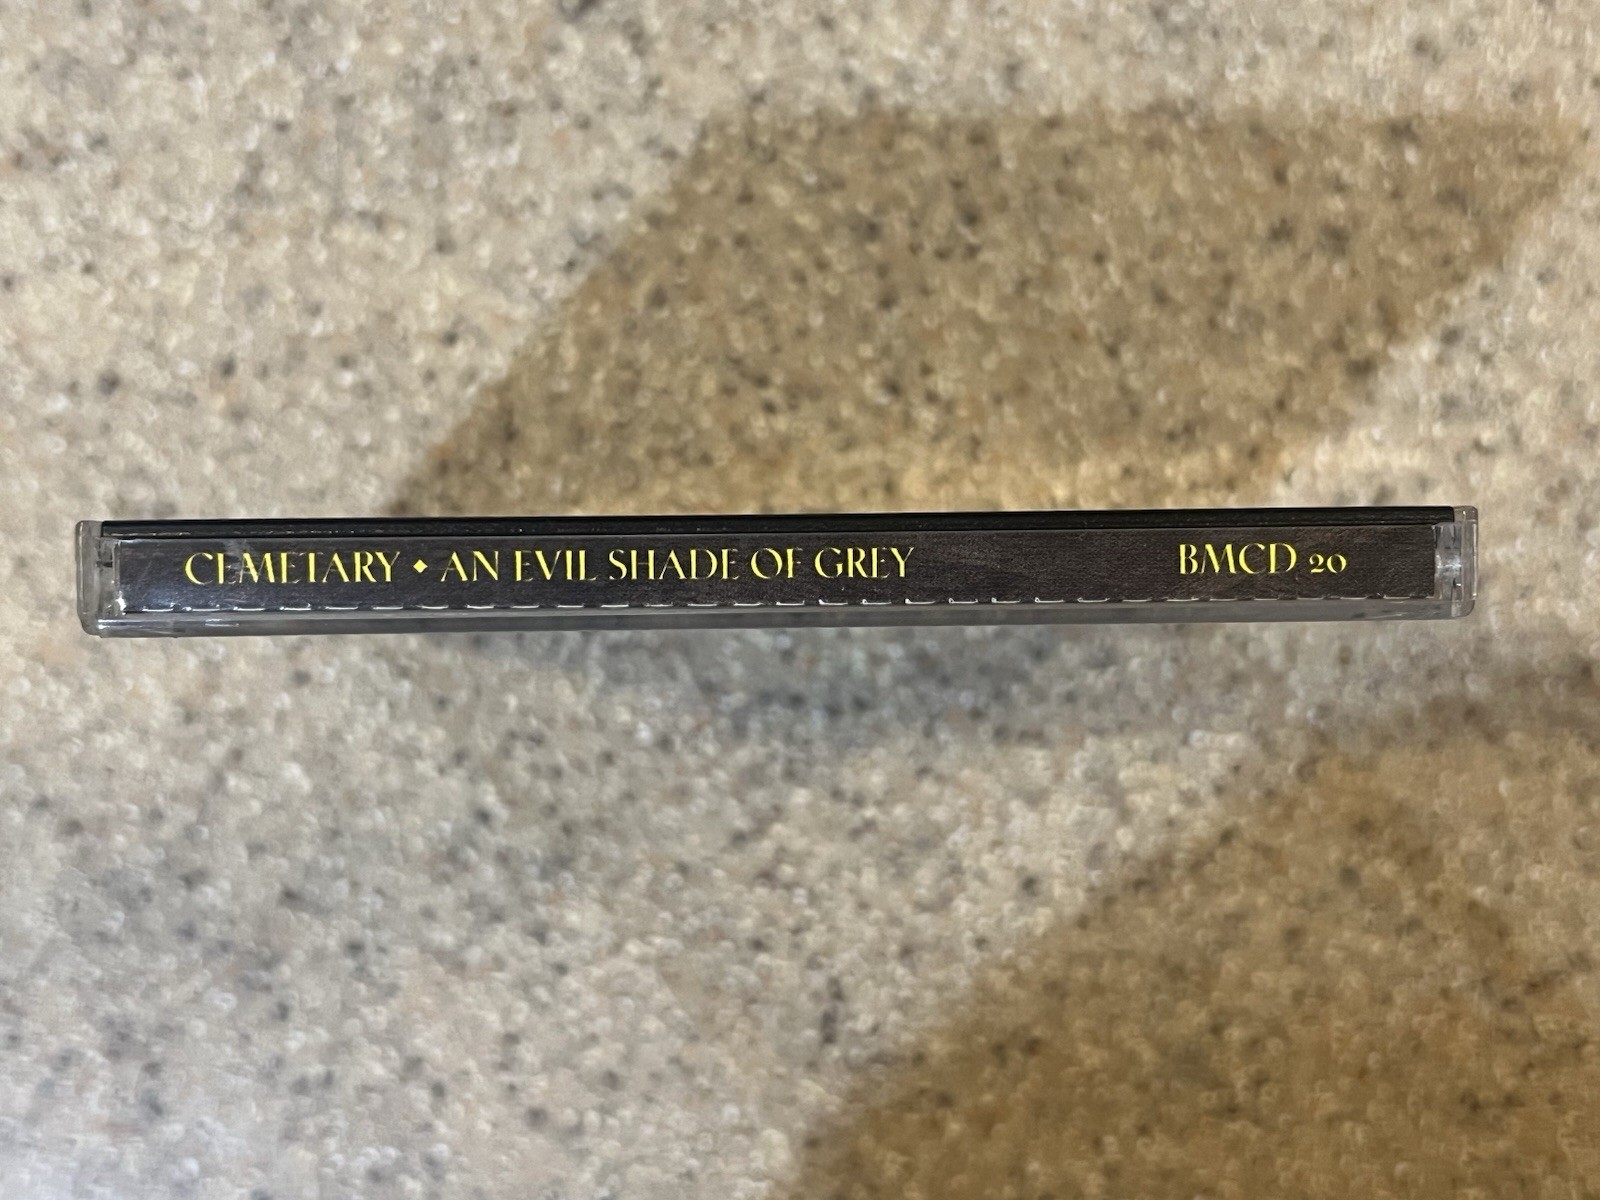 CEMETARY • AN EVIL SHADE OF GREY BMCD 20